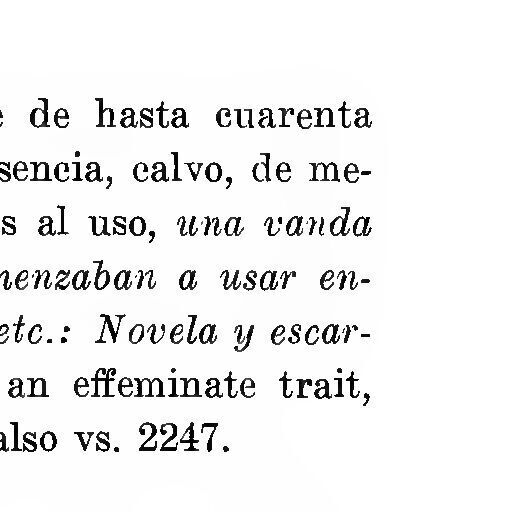 de hasta cuarenta
sencia, calvo, de me-
s al uso, una vanda
menzaban a usar en-
etc.: Novela y escar-
an effeminate trait,
also vs. 2247.